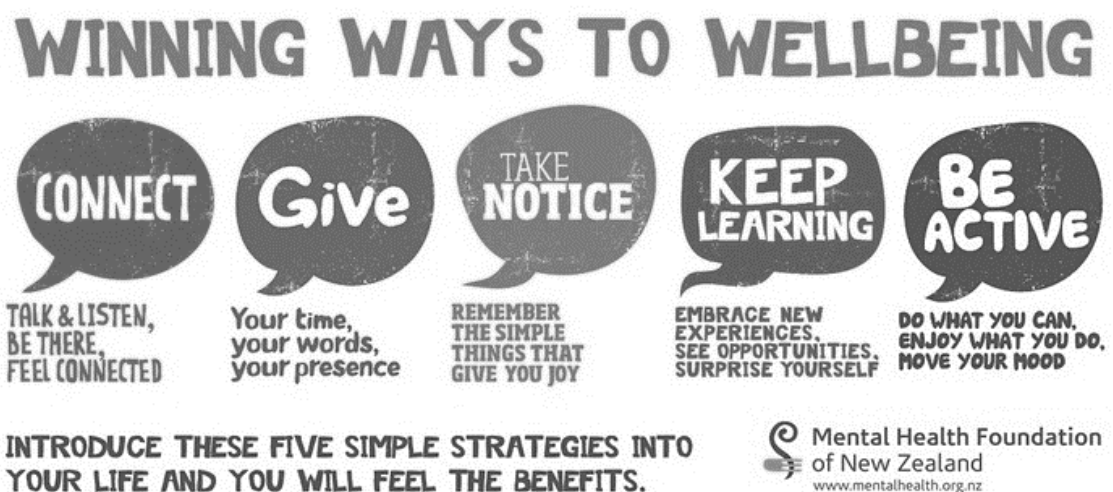 WINNING WAYS TO WELLBEING
CONNECT
TALK & LISTEN,
BE THERE,
FEEL CONNECTED
Give
Your time,
your words,
your presence
TAKE
NOTICE
REMEMBER
THE SIMPLE
THINGS THAT
GIVE YOU JOY
KEEP
LEARNING
EMBRACE NEW
EXPERIENCES,
SEE OPPORTUNITIES,
SURPRISE YOURSELF
BE
ACTIVE
DO WHAT YOU CAN,
ENJOY WHAT YOU DO,
MOVE YOUR MOOD
INTRODUCE THESE FIVE SIMPLE STRATEGIES INTO
YOUR LIFE AND YOU WILL FEEL THE BENEFITS.
Mental Health Foundation
of New Zealand
www.mentalhealth.org.nz